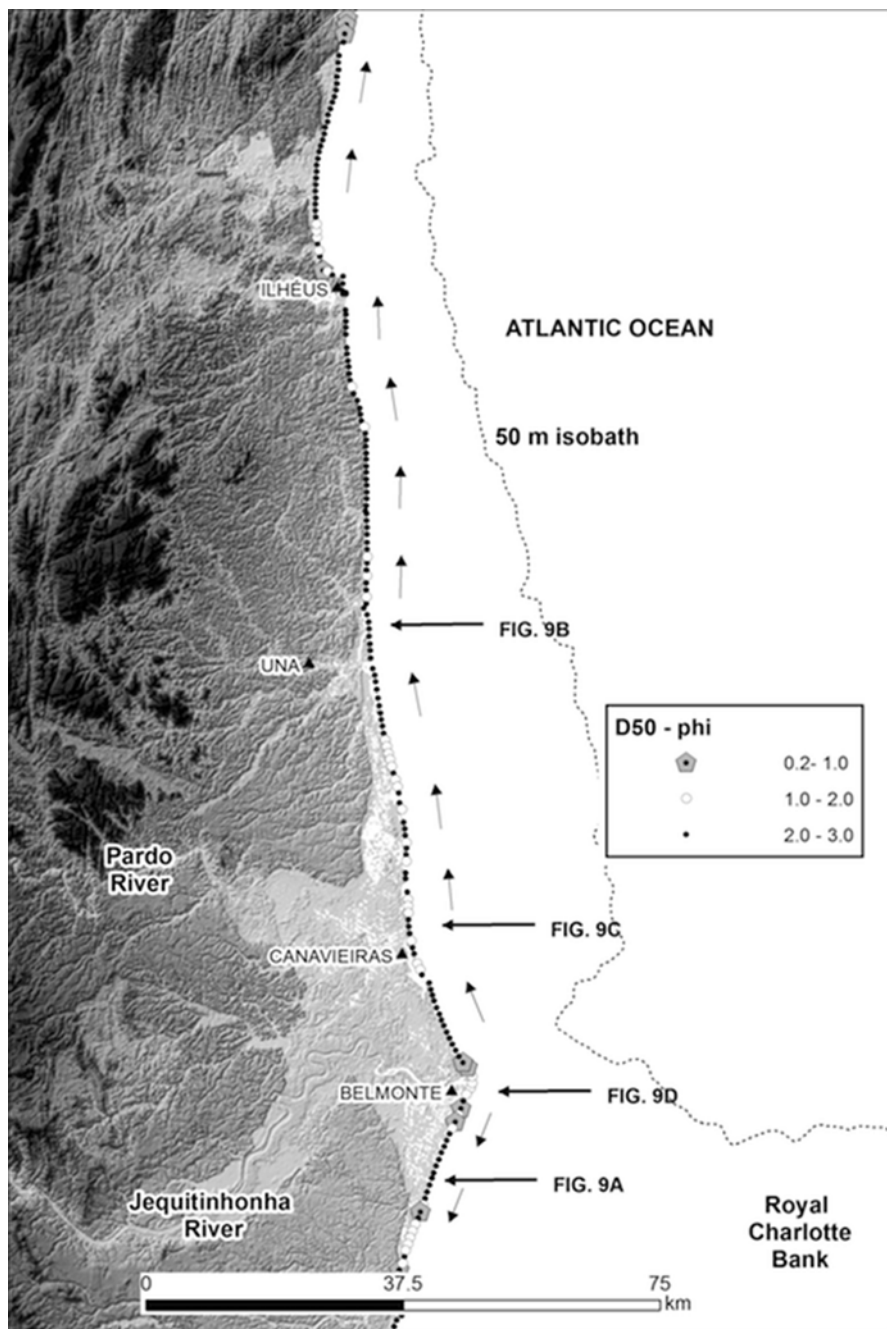 ILHÉUS
ATLANTIC OCEAN
50 m isobath
FIG. 9B
UNA
D50 - phi
0.2- 1.0
1.0 - 2.0
2.0 - 3.0
Pardo
River
FIG. 9C
CANAVIEIRAS
BELMONTE
FIG. 9D
FIG. 9A
Jequitinhonha
River
Royal
Charlotte
Bank
0 37.5 75
km